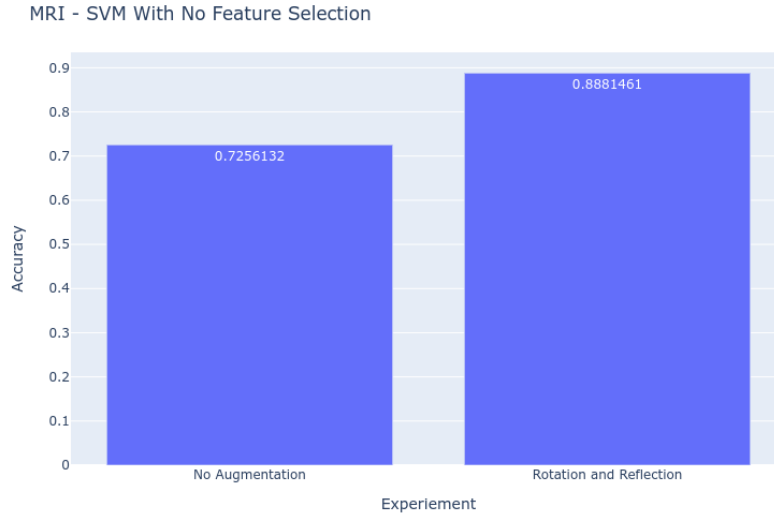 MRI - SVM With No Feature Selection
0.9
0.8
0.7
0.6
0.5
0.4
0.3
0.2
0.1
0
Accuracy
0.7256132
0.8881461
No Augmentation
Rotation and Reflection
Experiement